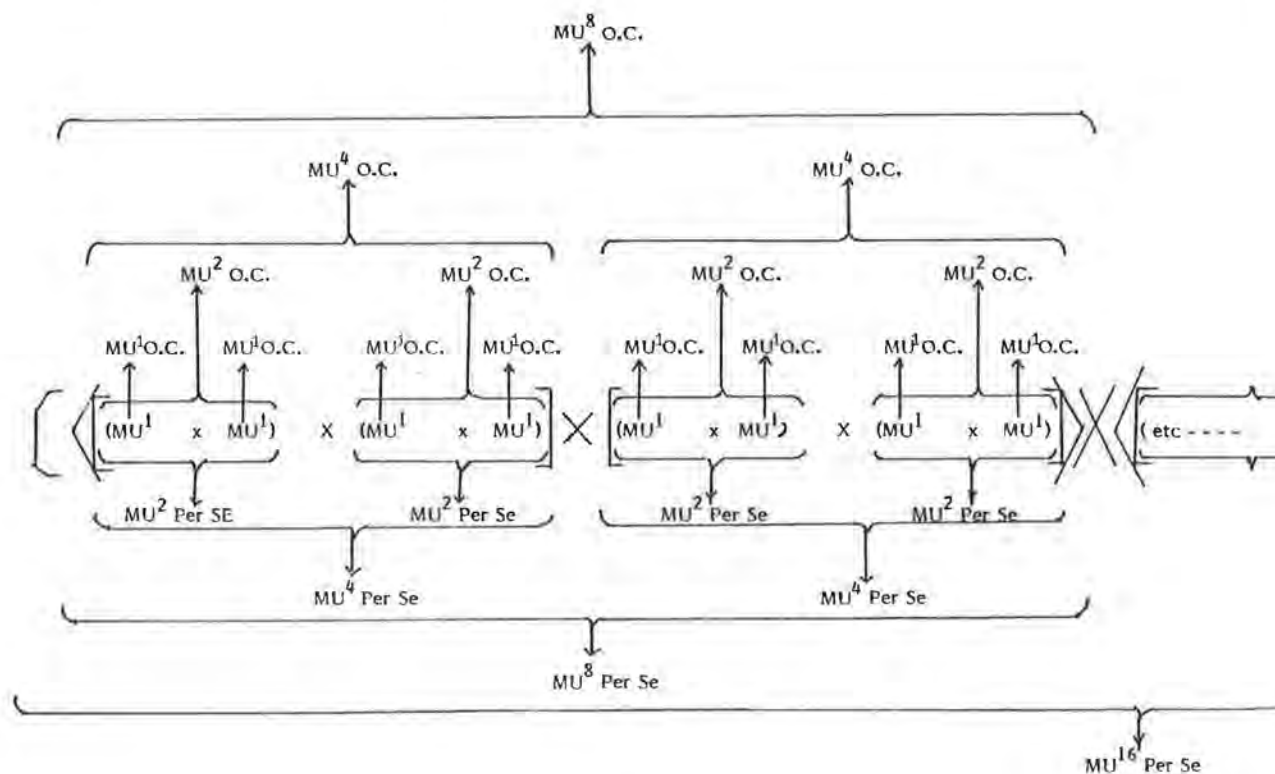 MU⁸ O.C.
MU⁴ O.C. MU⁴ O.C.
MU² O.C. MU² O.C. MU² O.C. MU² O.C.
MU¹O.C. MU¹O.C. MU¹O.C. MU¹O.C. MU¹O.C. MU¹O.C. MU¹O.C. MU¹O.C.
[<[(MU¹ x MU¹) X (MU¹ x MU¹)] X [(MU¹ x MU¹) X (MU¹ x MU¹)]> X <[( etc -----
MU² Per SE MU² Per Se MU² Per Se MU² Per Se
MU⁴ Per Se MU⁴ Per Se
MU⁸ Per Se
MU¹⁶ Per Se